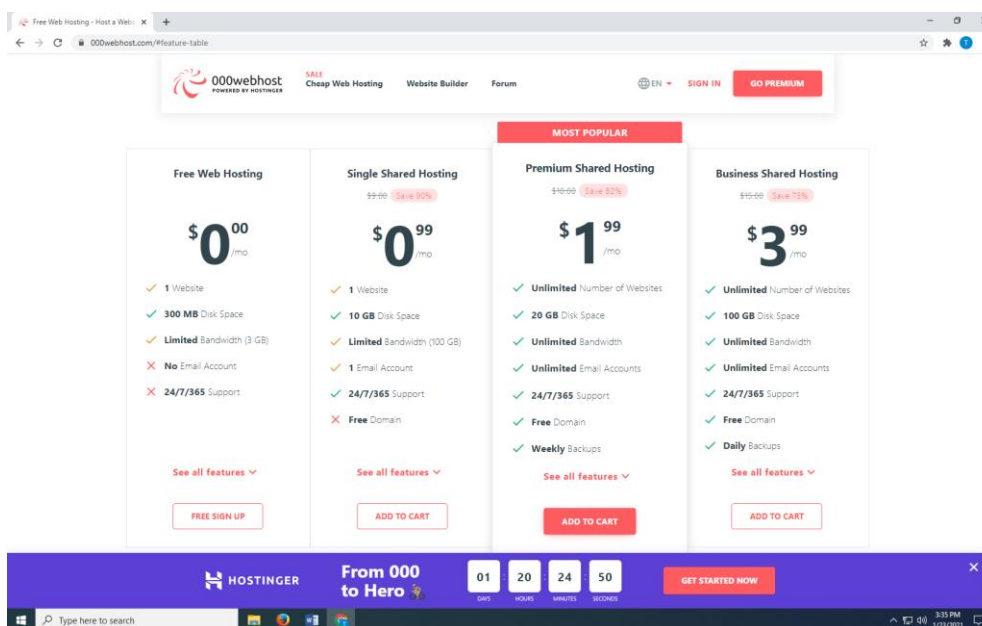 Free Web Hosting - Host a Webs
000webhost.com/#feature-table
T
000webhost
POWERED BY HOSTINGER
SALE
Cheap Web Hosting
Website Builder
Forum
EN
SIGN IN
GO PREMIUM
MOST POPULAR
Free Web Hosting
$0.00
/mo
1 Website
300 MB Disk Space
Limited Bandwidth (3 GB)
No Email Account
24/7/365 Support
See all features
FREE SIGN UP
Single Shared Hosting
$9.00 Save 90%
$0.99
/mo
1 Website
10 GB Disk Space
Limited Bandwidth (100 GB)
1 Email Account
24/7/365 Support
Free Domain
See all features
ADD TO CART
Premium Shared Hosting
$10.00 Save 82%
$1.99
/mo
Unlimited Number of Websites
20 GB Disk Space
Unlimited Bandwidth
Unlimited Email Accounts
24/7/365 Support
Free Domain
Weekly Backups
See all features
ADD TO CART
Business Shared Hosting
$15.00 Save 75%
$3.99
/mo
Unlimited Number of Websites
100 GB Disk Space
Unlimited Bandwidth
Unlimited Email Accounts
24/7/365 Support
Free Domain
Daily Backups
See all features
ADD TO CART
HOSTINGER
From 000
to Hero
01 : 20 : 24 : 50
DAYS HOURS MINUTES SECONDS
GET STARTED NOW
Type here to search
3:35 PM
1/23/2021